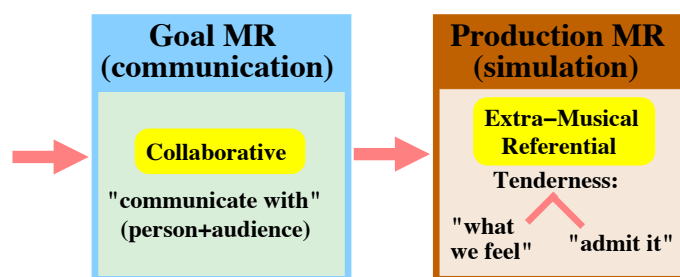 Goal MR
(communication)
Collaborative
"communicate with"
(person+audience)
Production MR
(simulation)
Extra−Musical
Referential
Tenderness:
"what
we feel"
"admit it"